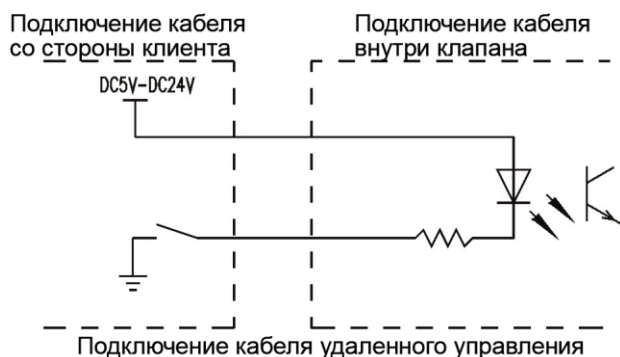 Подключение кабеля
со стороны клиента
Подключение кабеля
внутри клапана
DC5V-DC24V
Подключение кабеля удаленного управления